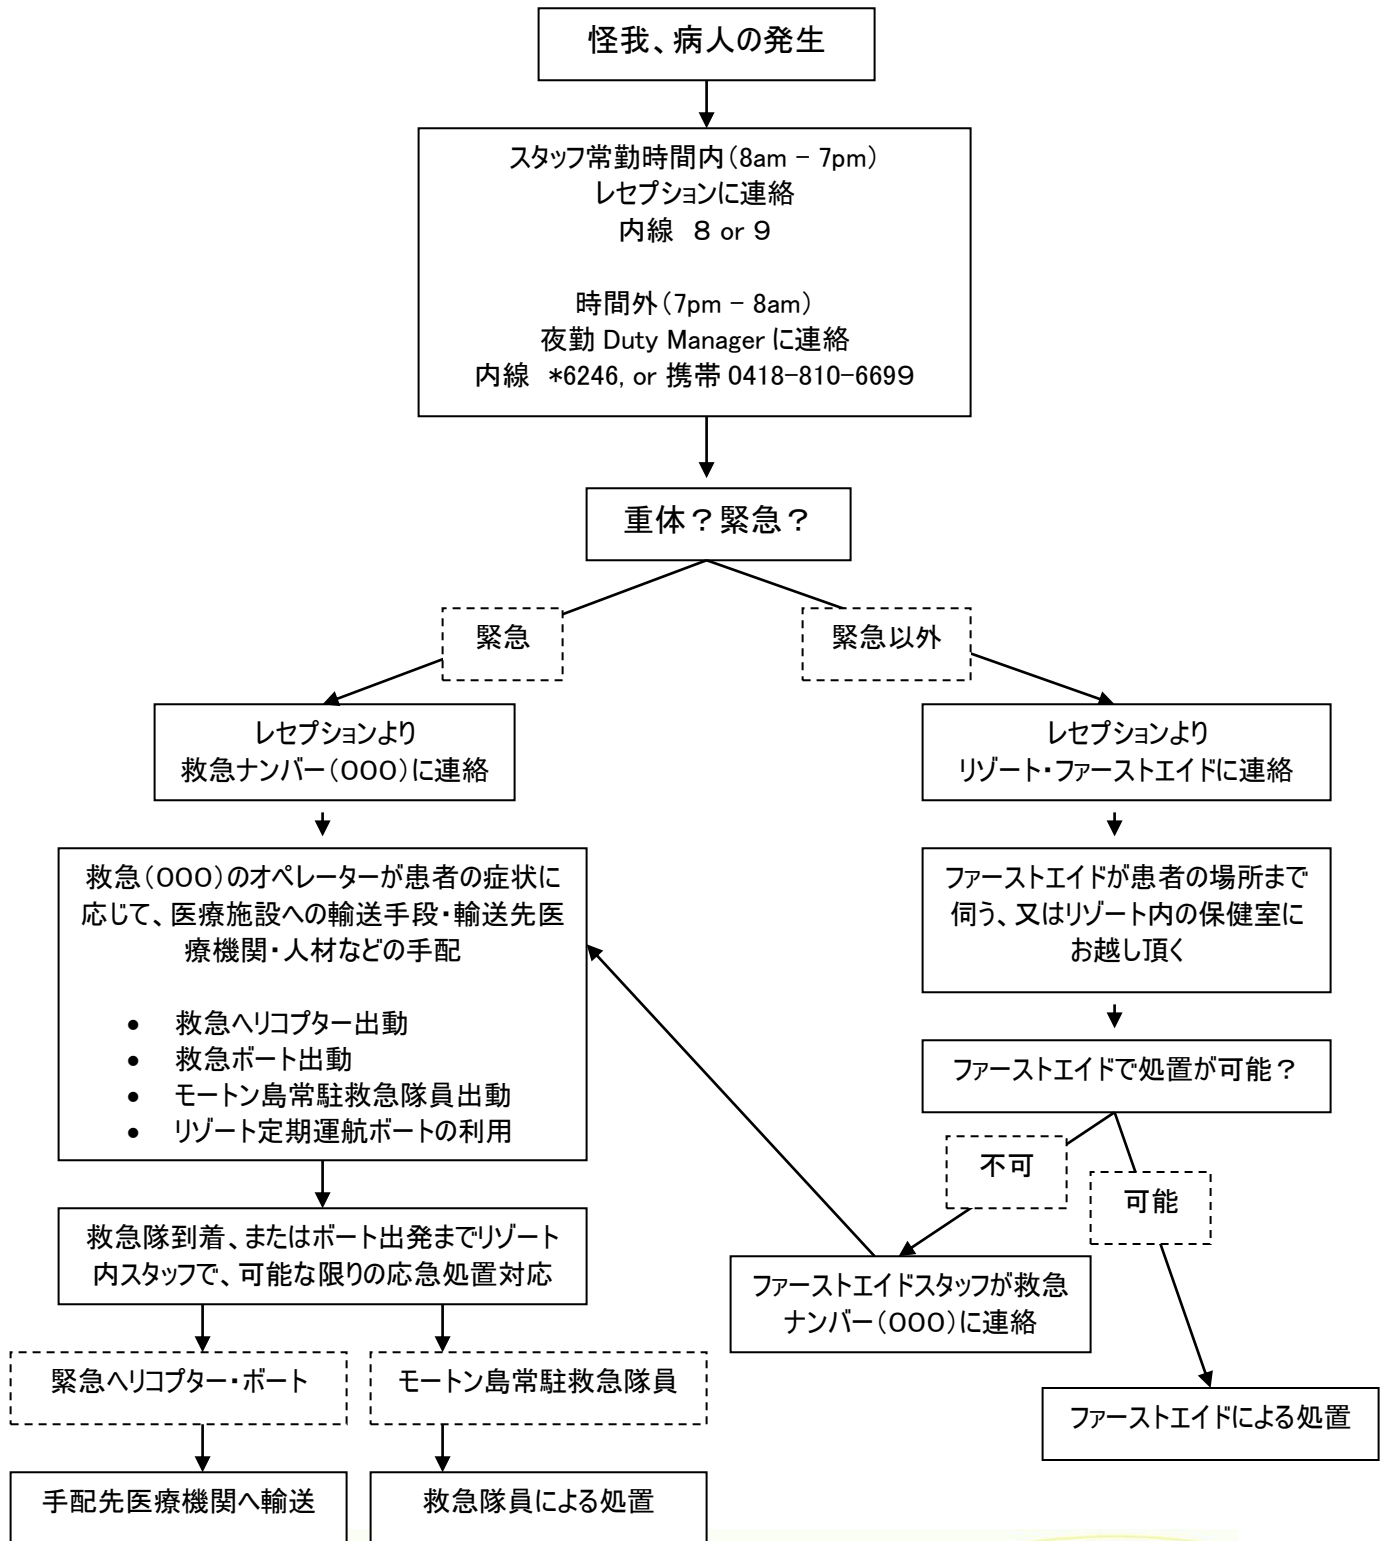 怪我、病人の発生
スタッフ常勤時間内（8am – 7pm）
レセプションに連絡
内線　８ or ９
時間外（7pm – 8am）
夜勤 Duty Manager に連絡
内線　*6246, or 携帯 0418-810-669９
重体？緊急？
緊急
緊急以外
レセプションより
救急ナンバー（０００）に連絡
レセプションより
リゾート・ファーストエイドに連絡
救急（０００）のオペレーターが患者の症状に
応じて、医療施設への輸送手段・輸送先医
療機関・人材などの手配
• 救急ヘリコプター出動
• 救急ボート出動
• モートン島常駐救急隊員出動
• リゾート定期運航ボートの利用
ファーストエイドが患者の場所まで
伺う、又はリゾート内の保健室に
お越し頂く
ファーストエイドで処置が可能？
不可
可能
救急隊到着、またはボート出発までリゾート
内スタッフで、可能な限りの応急処置対応
ファーストエイドスタッフが救急
ナンバー（０００）に連絡
緊急ヘリコプター・ボート
モートン島常駐救急隊員
ファーストエイドによる処置
手配先医療機関へ輸送
救急隊員による処置